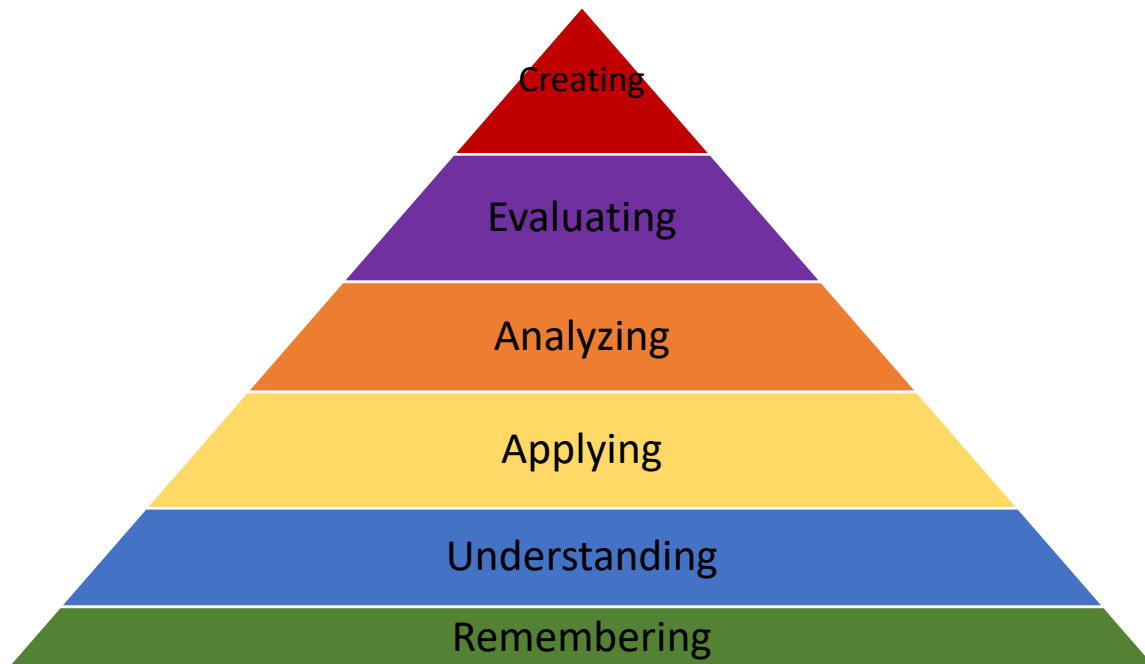 Creating
Evaluating
Analyzing
Applying
Understanding
Remembering